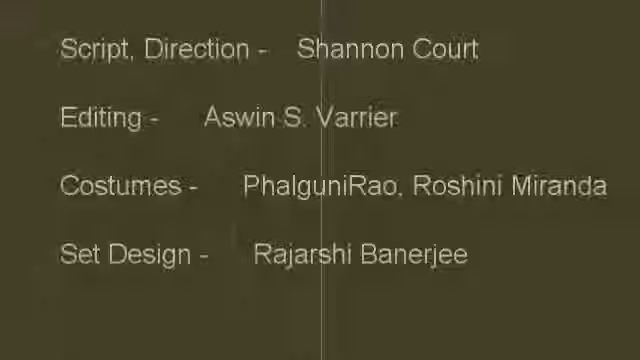 Script, Direction - Shannon Court
Editing - Aswin S. Varrier
Costumes - PhalguniRao, Roshini Miranda
Set Design - Rajarshi Banerjee